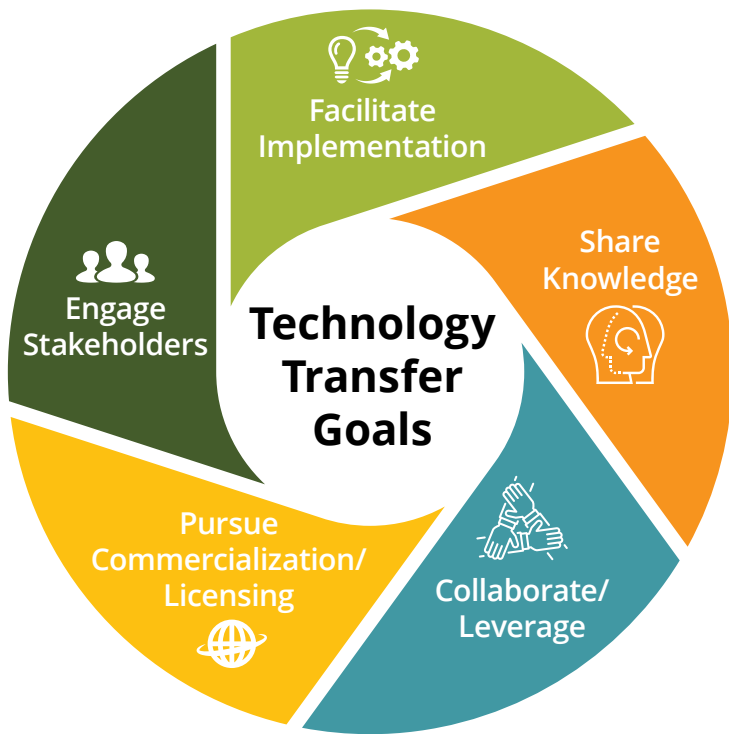 Facilitate
Implementation
Share
Knowledge
Engage
Stakeholders
Technology
Transfer
Goals
Pursue
Commercialization/
Licensing
Collaborate/
Leverage